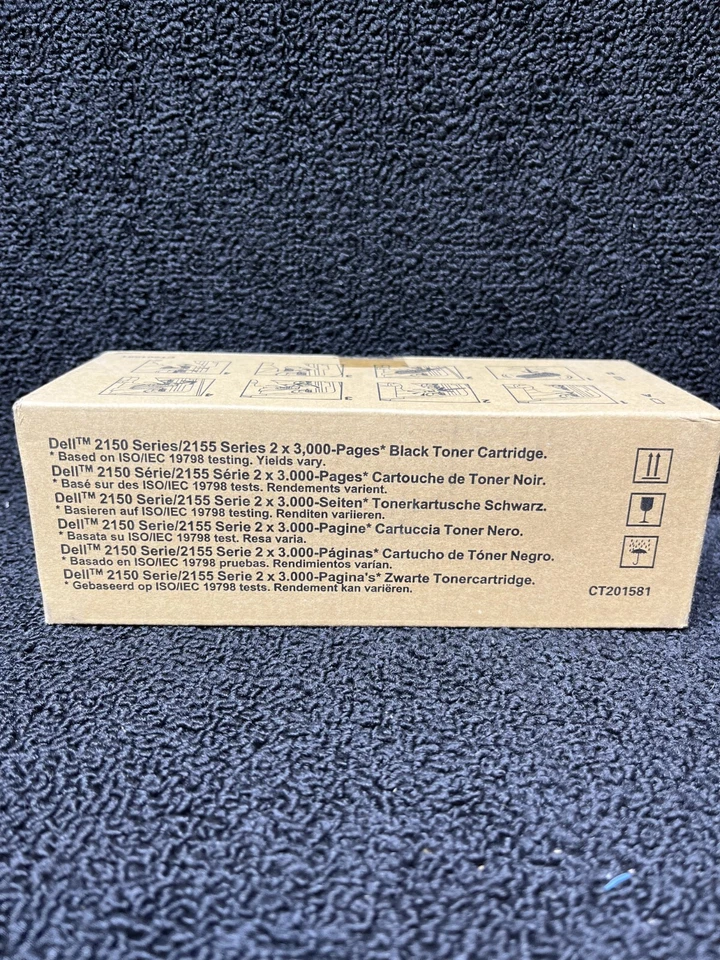 Dell™ 2150 Series/2155 Series 2 x 3,000-Pages* Black Toner Cartridge.
* Based on ISO/IEC 19798 testing. Yields vary.
Dell™ 2150 Série/2155 Série 2 x 3.000-Pages* Cartouche de Toner Noir.
* Basé sur des ISO/IEC 19798 tests. Rendements varient.
Dell™ 2150 Serie/2155 Serie 2 x 3.000-Seiten* Tonerkartusche Schwarz.
* Basieren auf ISO/IEC 19798 testing. Renditen variieren.
Dell™ 2150 Serie/2155 Serie 2 x 3.000-Pagine* Cartuccia Toner Nero.
* Basata su ISO/IEC 19798 test. Resa varia.
Dell™ 2150 Serie/2155 Serie 2 x 3.000-Páginas* Cartucho de Tóner Negro.
* Basado en ISO/IEC 19798 pruebas. Rendimientos varían.
Dell™ 2150 Serie/2155 Serie 2 x 3.000-Pagina's* Zwarte Tonercartridge.
* Gebaseerd op ISO/IEC 19798 tests. Rendement kan variëren.
CT201581